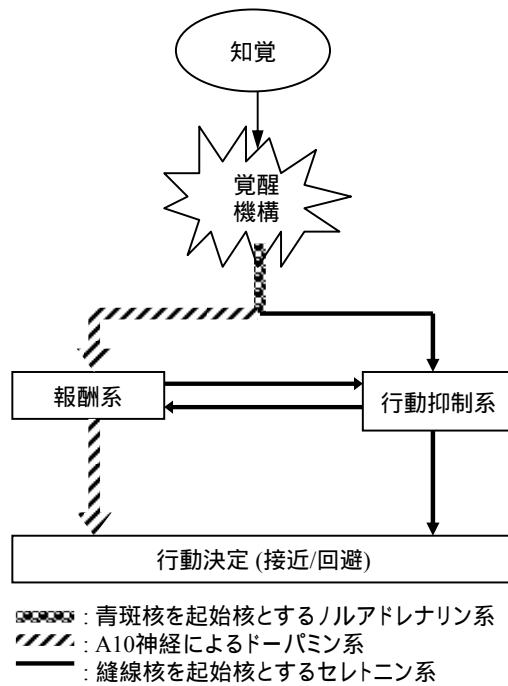 知覚
覚醒
機構
報酬系
行動抑制系
行動決定 (接近/回避)
: 青斑核を起始核とするノルアドレナリン系
: A10神経によるドーパミン系
: 縫線核を起始核とするセレトニン系